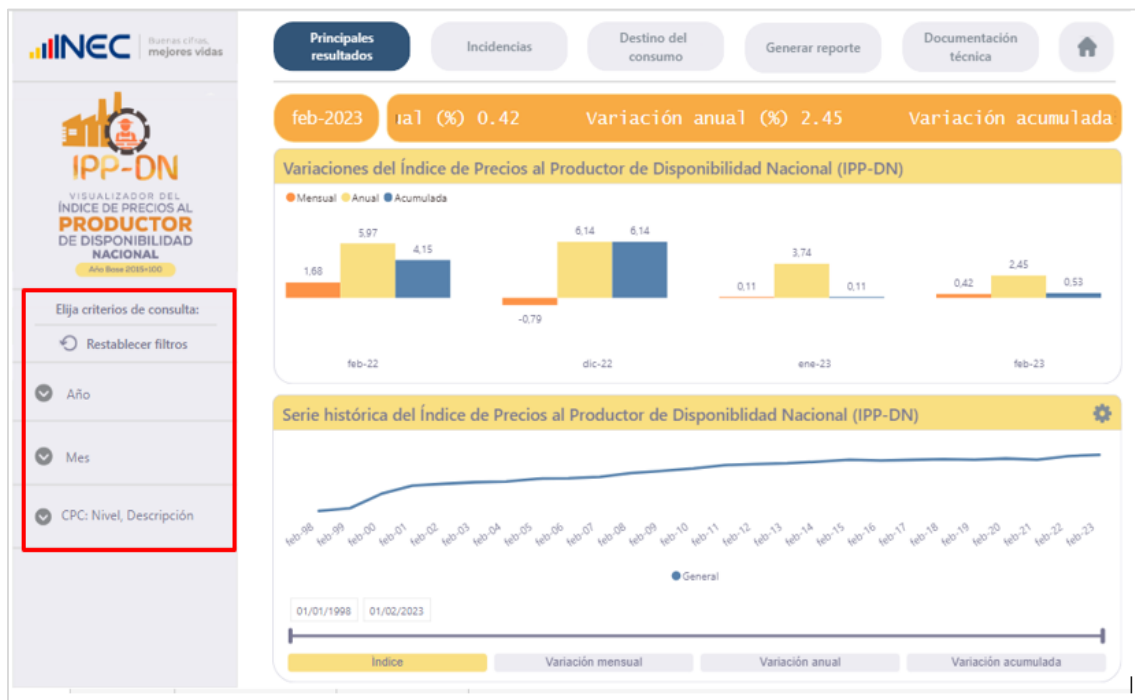 INEC
Buenas cifras,
mejores vidas
Principales
resultados
Incidencias
Destino del
consumo
Generar reporte
Documentación
técnica
IPP-DN
VISUALIZADOR DEL
ÍNDICE DE PRECIOS AL
PRODUCTOR
DE DISPONIBILIDAD
NACIONAL
Año Base 2015=100
Elija criterios de consulta:
Restablecer filtros
Año
Mes
CPC: Nivel, Descripción
feb-2023
ual (%) 0.42 Variación anual (%) 2.45 Variación acumulada
Variaciones del Índice de Precios al Productor de Disponibilidad Nacional (IPP-DN)
Mensual Anual Acumulada
1,68 5,97 4,15
-0,79 6,14 6,14
0,11 3,74 0,11
0,42 2,45 0,53
feb-22 dic-22 ene-23 feb-23
Serie histórica del Índice de Precios al Productor de Disponiblidad Nacional (IPP-DN)
feb-98 feb-99 feb-00 feb-01 feb-02 feb-03 feb-04 feb-05 feb-06 feb-07 feb-08 feb-09 feb-10 feb-11 feb-12 feb-13 feb-14 feb-15 feb-16 feb-17 feb-18 feb-19 feb-20 feb-21 feb-22 feb-23
General
01/01/1998 01/02/2023
Índice Variación mensual Variación anual Variación acumulada